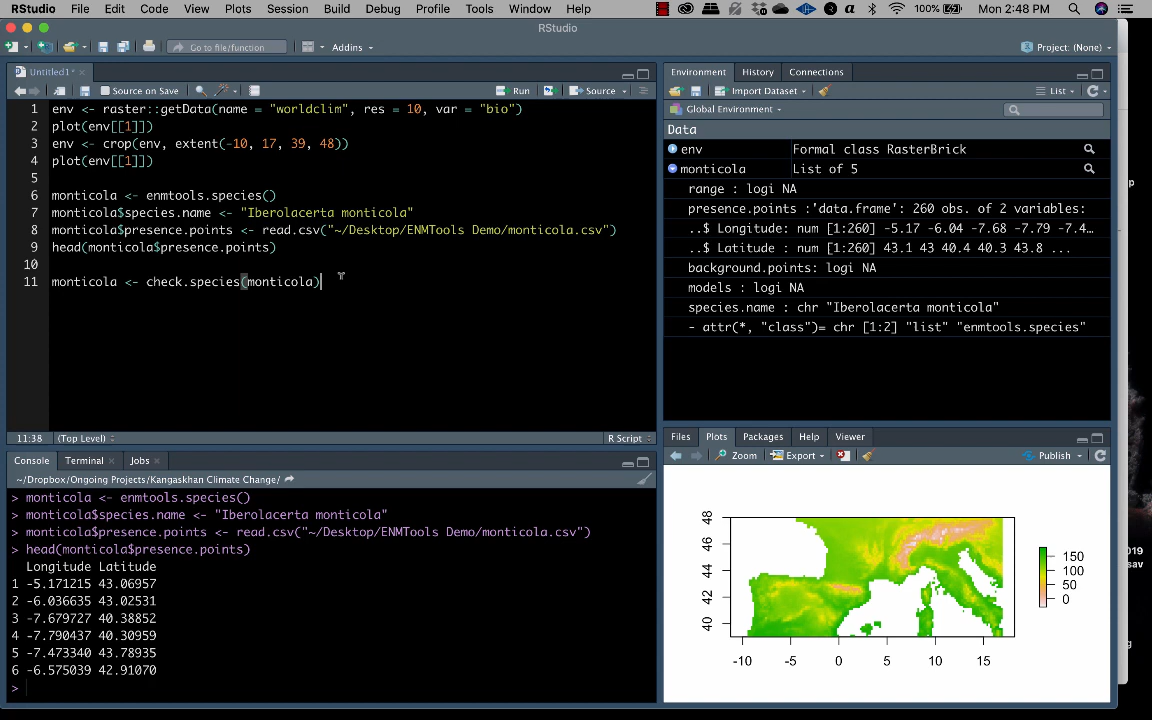 RStudio File Edit Code View Plots Session Build Debug Profile Tools Window Help 100% Mon 2:48 PM
RStudio
Go to file/function Addins Project: (None)
Untitled1*
Source on Save Run Source
1 env <- raster::getData(name = "worldclim", res = 10, var = "bio")
2 plot(env[[1]])
3 env <- crop(env, extent(-10, 17, 39, 48))
4 plot(env[[1]])
5
6 monticola <- enmtools.species()
7 monticola$species.name <- "Iberolacerta monticola"
8 monticola$presence.points <- read.csv("~/Desktop/ENMTools Demo/monticola.csv")
9 head(monticola$presence.points)
10
11 monticola <- check.species(monticola)
11:38 (Top Level) R Script
Console Terminal Jobs
~/Dropbox/Ongoing Projects/Kangaskhan Climate Change/
> monticola <- enmtools.species()
> monticola$species.name <- "Iberolacerta monticola"
> monticola$presence.points <- read.csv("~/Desktop/ENMTools Demo/monticola.csv")
> head(monticola$presence.points)
Longitude Latitude
1 -5.171215 43.06957
2 -6.036635 43.02531
3 -7.679727 40.38852
4 -7.790437 40.30959
5 -7.473340 43.78935
6 -6.575039 42.91070
>
Environment History Connections
Import Dataset List
Global Environment
Data
env Formal class RasterBrick
monticola List of 5
range : logi NA
presence.points :'data.frame': 260 obs. of 2 variables:
..$ Longitude: num [1:260] -5.17 -6.04 -7.68 -7.79 -7.4…
..$ Latitude : num [1:260] 43.1 43 40.4 40.3 43.8 ...
background.points: logi NA
models : logi NA
species.name : chr "Iberolacerta monticola"
- attr(*, "class")= chr [1:2] "list" "enmtools.species"
Files Plots Packages Help Viewer
Zoom Export Publish
48
46
44
42
40
-10 -5 0 5 10 15
150
100
50
0
019
sav